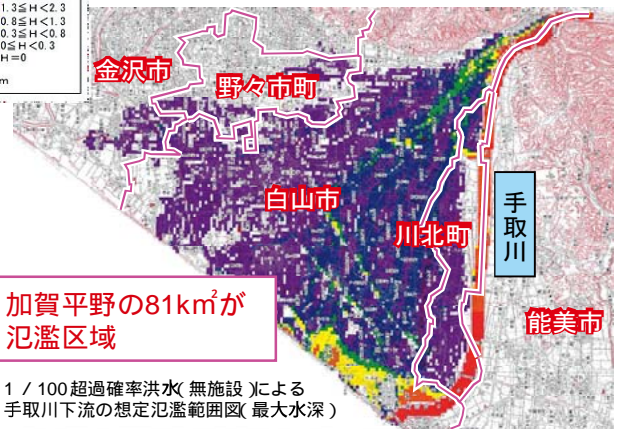 1.3≦H<2.3
0.8≦H<1.3
0.3≦H<0.8
0≦H<0.3
H=0
m
金沢市
野々市町
白山市
川北町
手取川
能美市
加賀平野の81km²が
氾濫区域
1/100超過確率洪水(無施設)による
手取川下流の想定氾濫範囲図(最大水深)